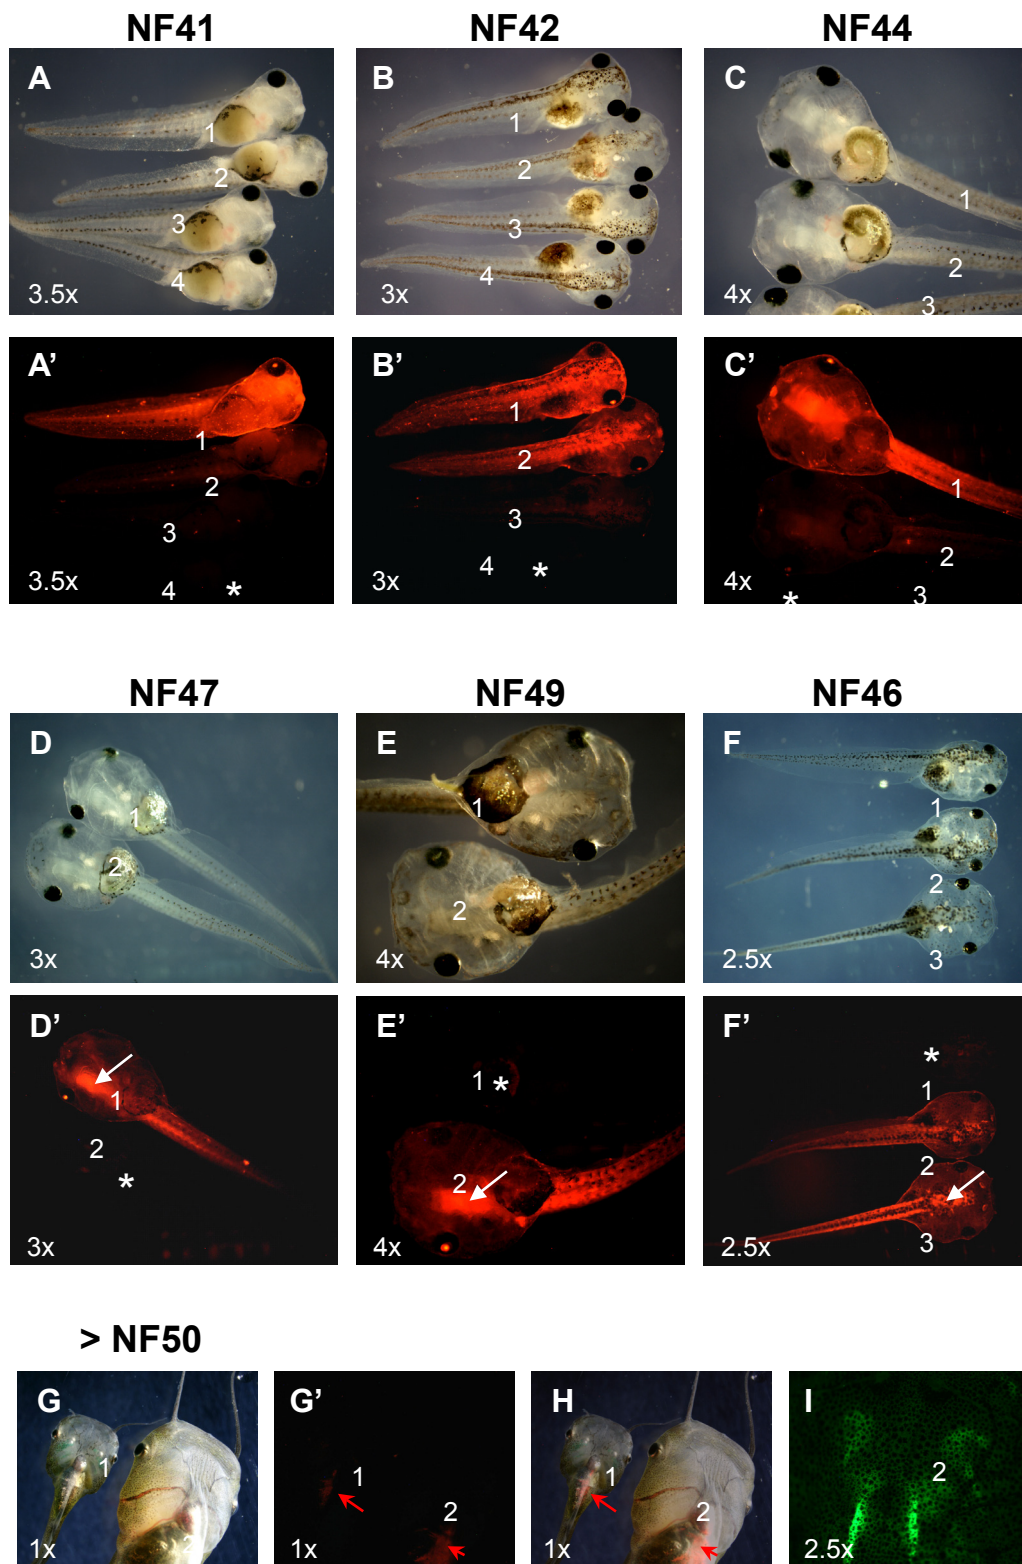 NF41 NF42 NF44
A 1 2 3 4 3.5x
B 1 2 3 4 3x
C 1 2 3 4x
A’ 1 2 3 4 * 3.5x
B’ 1 2 3 4 * 3x
C’ 1 2 3 * 4x
NF47 NF49 NF46
D 1 2 3x
E 1 2 4x
F 1 2 3 2.5x
D’ 1 2 * 3x
E’ 1 * 2 4x
F’ * 1 2 3 2.5x
> NF50
G 1 2 1x
G’ 1 2 1x
H 1 2 1x
I 2 2.5x